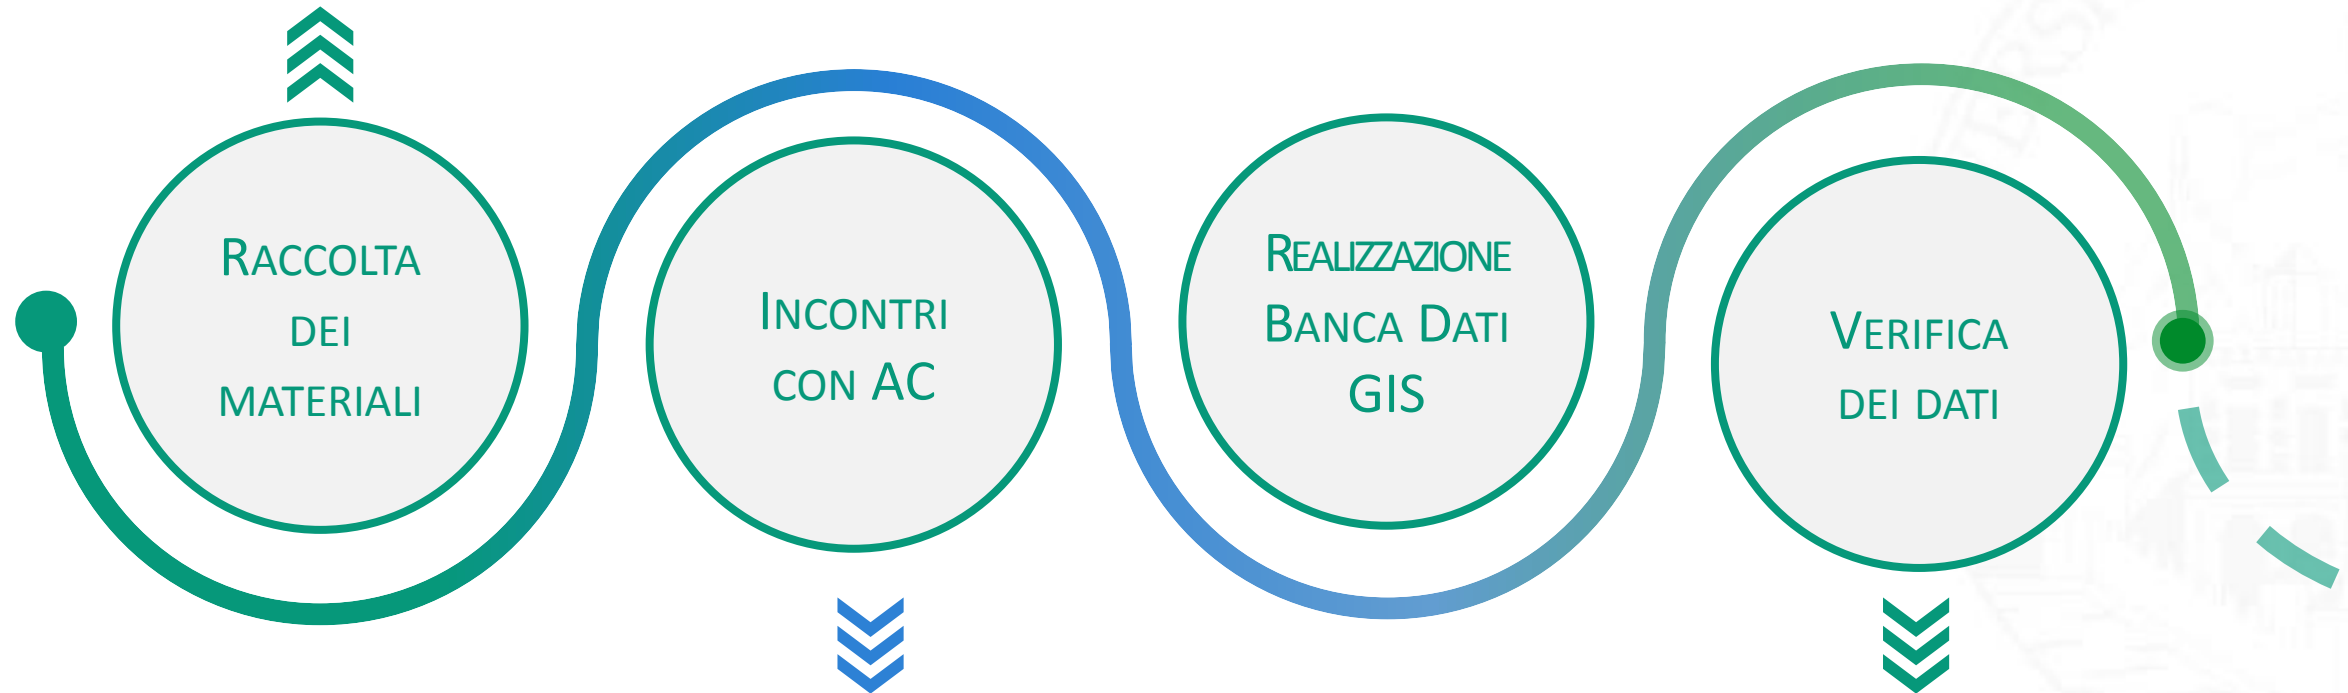 Raccolta
dei
materiali
Incontri
con AC
Realizzazione
Banca Dati
GIS
Verifica
dei dati